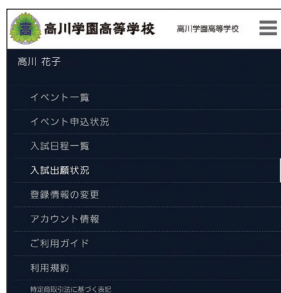 高川学園高等学校 高川学園高等学校
高川 花子
イベント一覧
イベント申込状況
入試日程一覧
入試出願状況
登録情報の変更
アカウント情報
ご利用ガイド
利用規約
特定商取引法に基づく表記